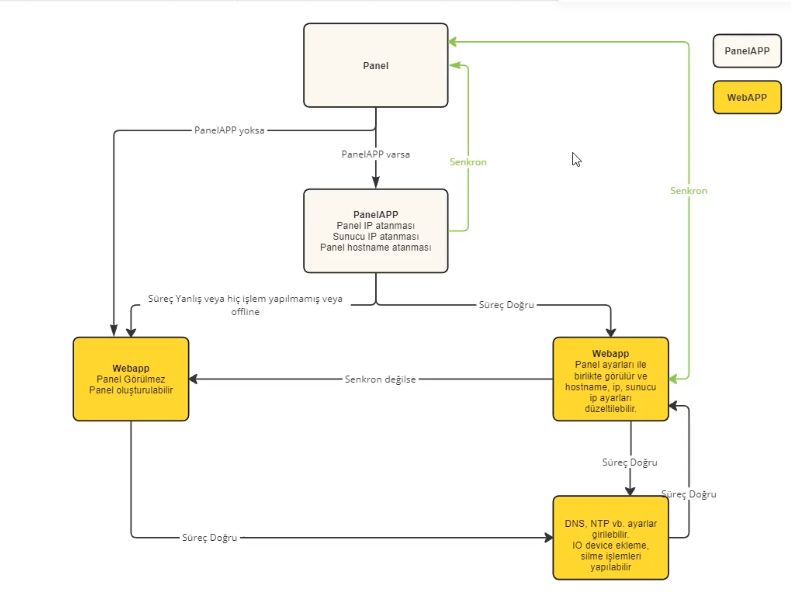 Panel
PanelAPP
WebAPP
PanelAPP yoksa
PanelAPP varsa
Senkron
Senkron
PanelAPP
Panel IP atanması
Sunucu IP atanması
Panel hostname atanması
Süreç Yanlış veya hiç işlem yapılmamış veya
offline
Süreç Doğru
Webapp
Panel Görülmez
Panel oluşturulabilir
Senkron değilse
Webapp
Panel ayarları ile
birlikte görülür ve
hostname, ip, sunucu
ip ayarları
düzeltilebilir.
Süreç Doğru
Süreç Doğru
Süreç Doğru
DNS, NTP vb. ayarlar
girilebilir.
IO device ekleme,
silme işlemleri
yapılabilir